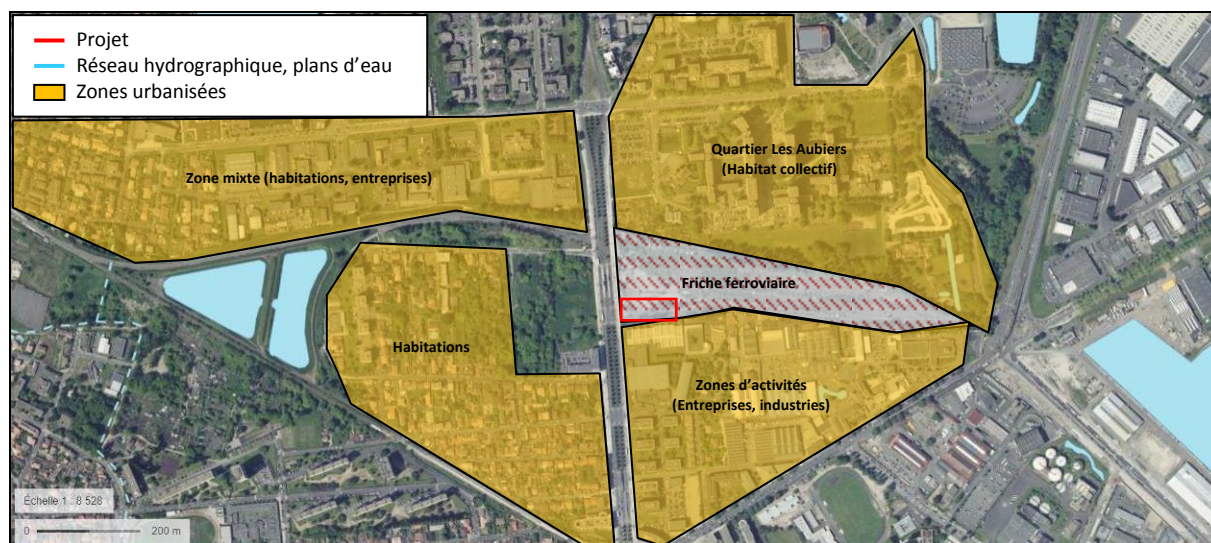 Projet
Réseau hydrographique, plans d’eau
Zones urbanisées
Quartier Les Aubiers
(Habitat collectif)
Zone mixte (habitations, entreprises)
Friche ferroviaire
Habitations
Zones d’activités
(Entreprises, industries)
Échelle 1 : 8 528
0 200 m